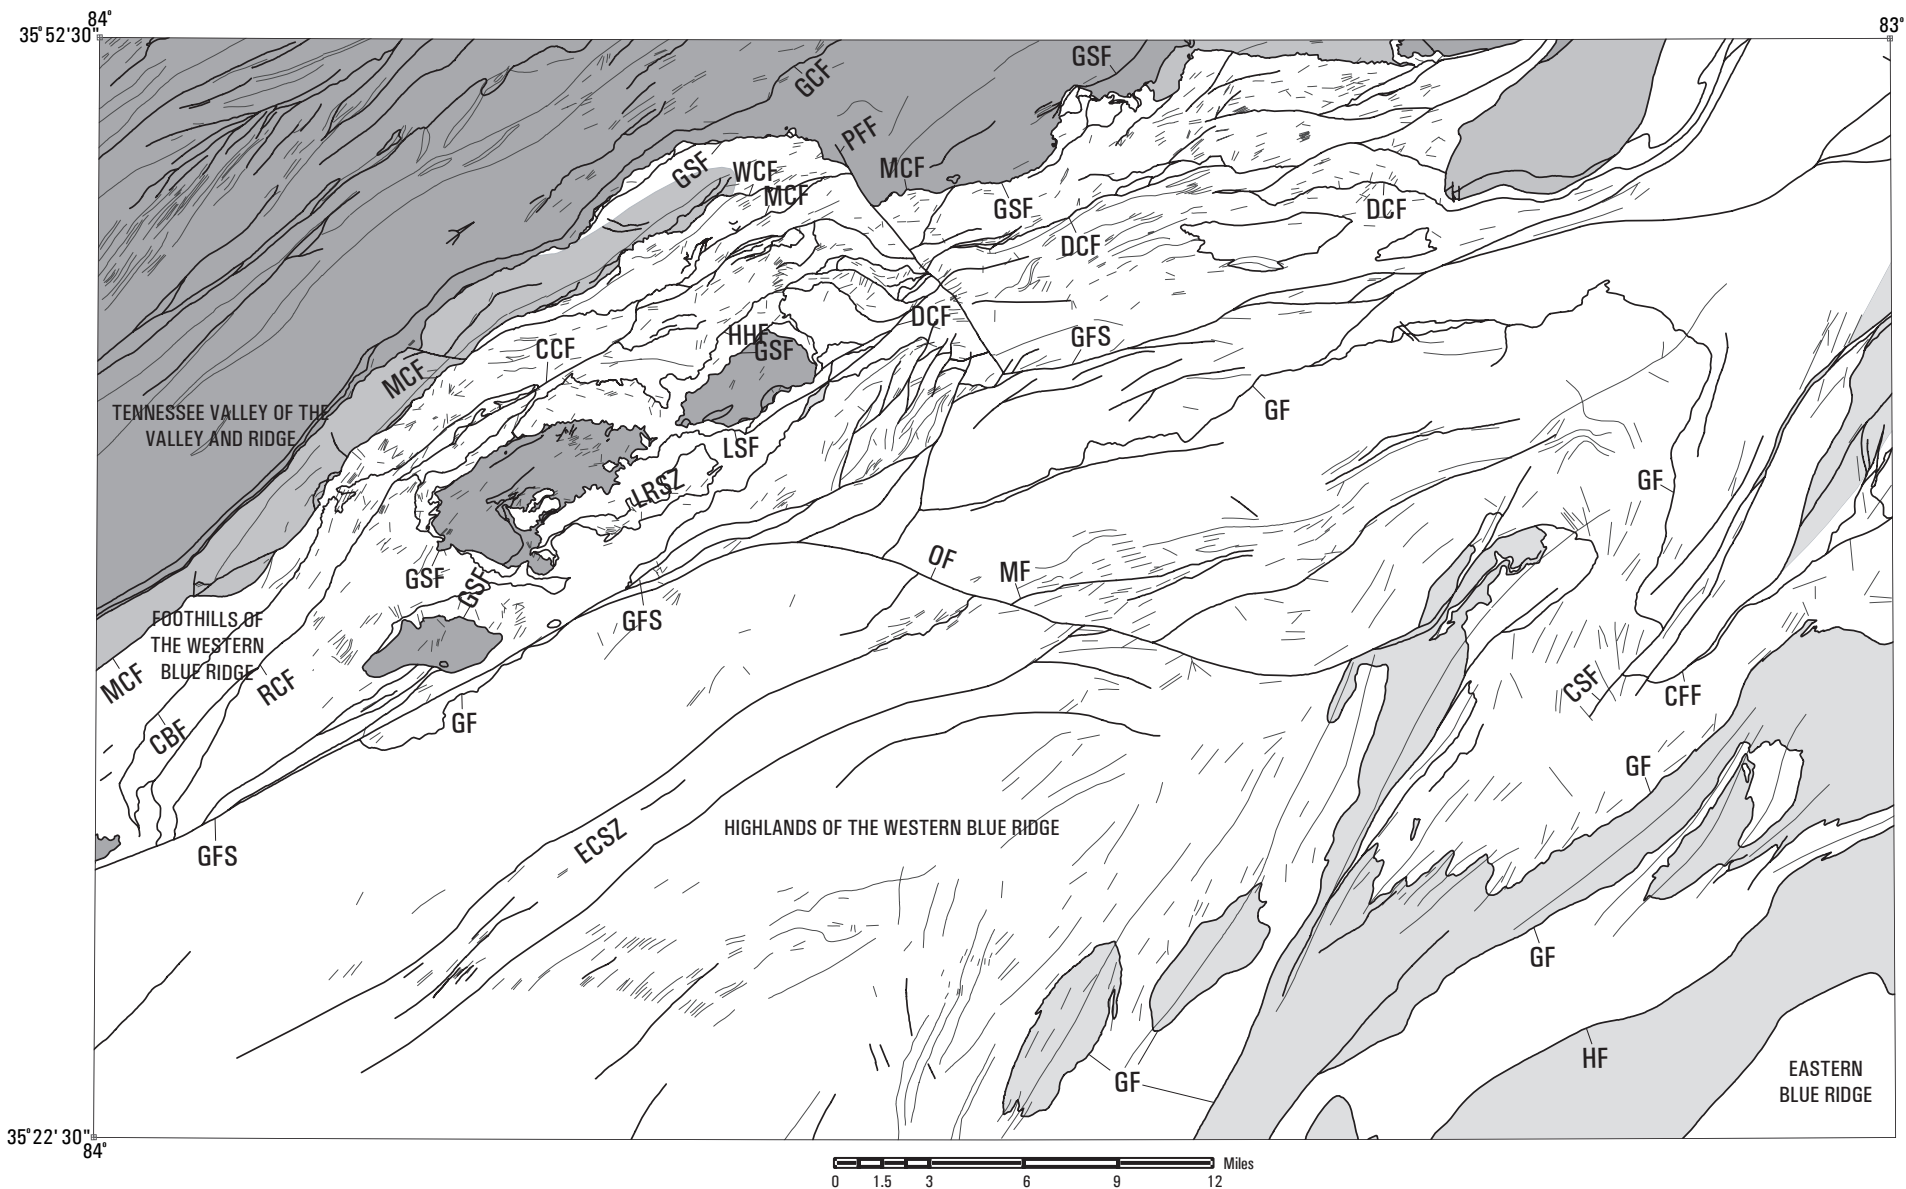 84°
83°
35°52'30"
GSF
GCF
PFF
GSF
WCF
MCF
MCF
GSF
DCF
DCF
DCF
HHF
GSF
CCF
GFS
MCF
GF
TENNESSEE VALLEY OF THE
VALLEY AND RIDGE
LSF
LRSZ
GF
OF
MF
GSF
GSF
GFS
FOOTHILLS OF
THE WESTERN
BLUE RIDGE
MCF
RCF
CSF
CFF
GF
CBF
GF
HIGHLANDS OF THE WESTERN BLUE RIDGE
ECSZ
GFS
GF
HF
GF
EASTERN
BLUE RIDGE
35°22'30"
84°
Miles
0 1.5 3 6 9 12